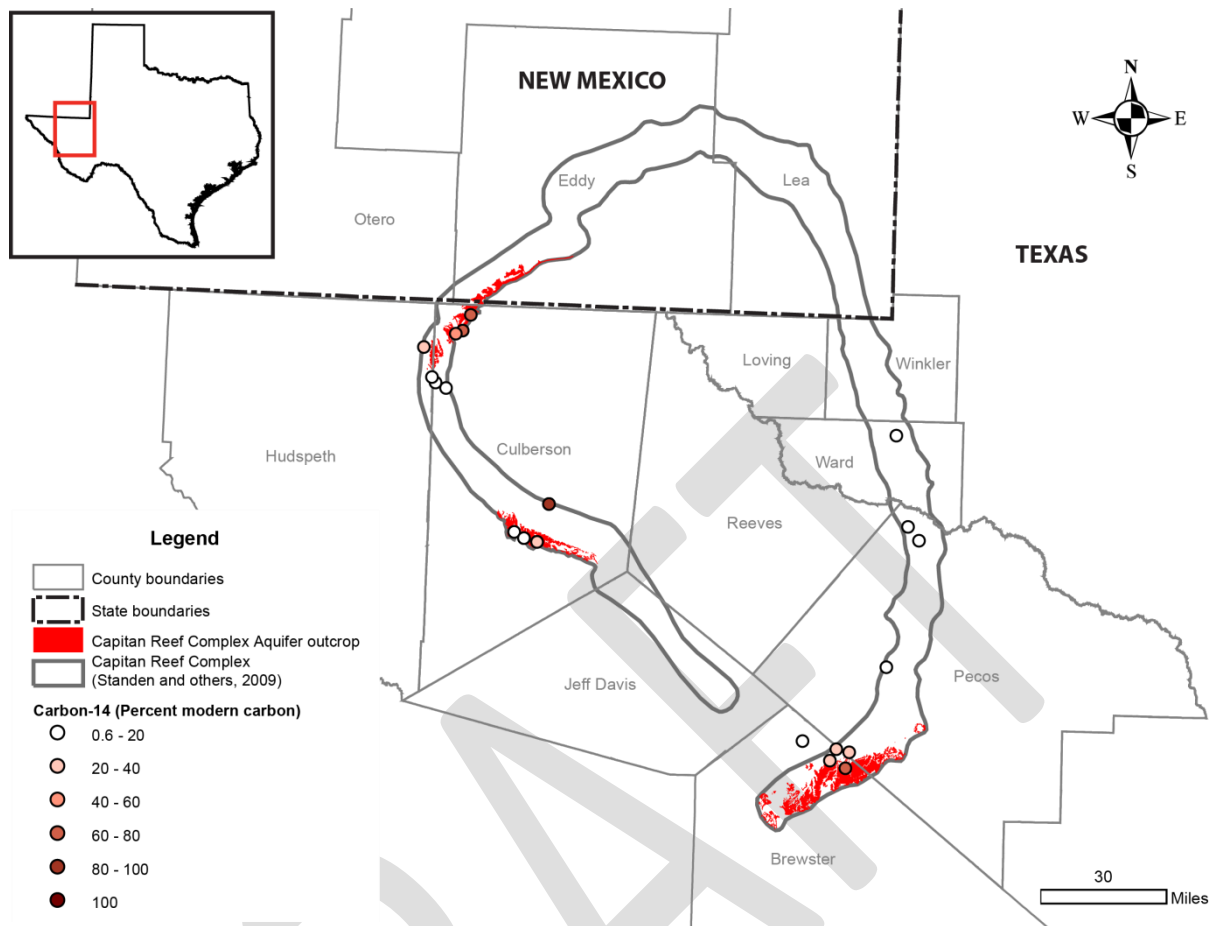 NEW MEXICO
N
W
E
S
Eddy
Lea
Otero
TEXAS
Loving
Winkler
Hudspeth
Culberson
Ward
Reeves
Jeff Davis
Pecos
Brewster
Legend
County boundaries
State boundaries
Capitan Reef Complex Aquifer outcrop
Capitan Reef Complex
(Standen and others, 2009)
Carbon-14 (Percent modern carbon)
0.6 - 20
20 - 40
40 - 60
60 - 80
80 - 100
100
30
Miles
DRAFT